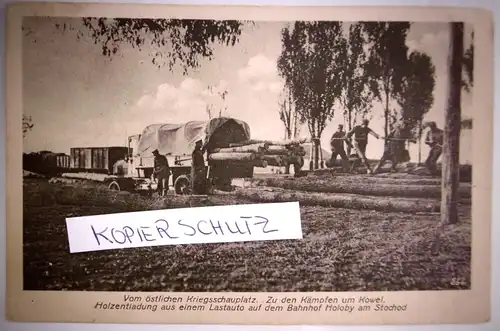 KOPIERSCHUTZ
Vom östlichen Kriegsschauplatz. Zu den Kämpfen um Kowel.
Holzentladung aus einem Lastauto auf dem Bahnhof Holoby am Stochod